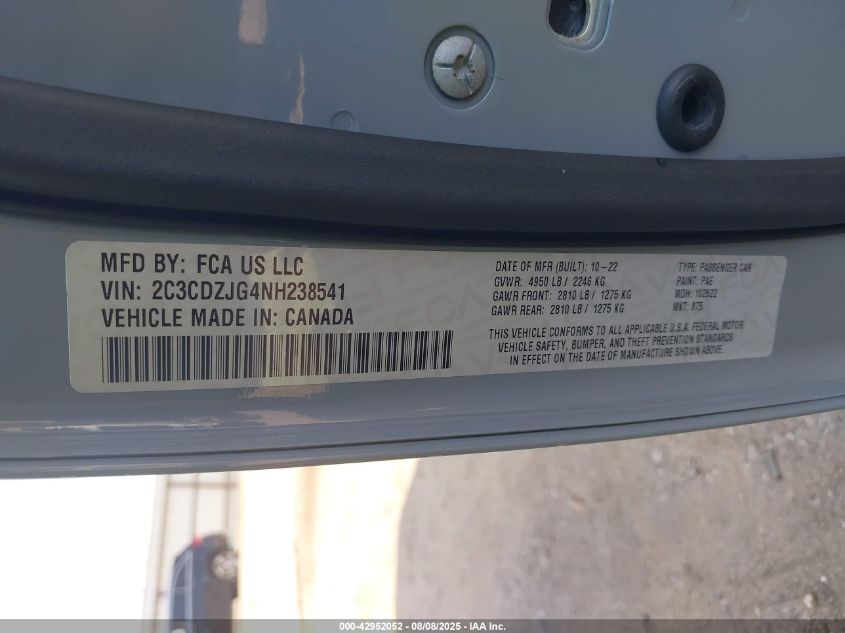 MFD BY: FCA US LLC
VIN: 2C3CDZJG4NH238541
VEHICLE MADE IN: CANADA
DATE OF MFR (BUILT): 10-22
GVWR: 4950 LB / 2246 KG
GAWR FRONT: 2810 LB / 1275 KG
GAWR REAR: 2810 LB / 1275 KG
TYPE: PASSENGER CAR
PAINT: PAE
MDH: 102622
MKT: 875
THIS VEHICLE CONFORMS TO ALL APPLICABLE U.S.A. FEDERAL MOTOR
VEHICLE SAFETY, BUMPER, AND THEFT PREVENTION STANDARDS
IN EFFECT ON THE DATE OF MANUFACTURE SHOWN ABOVE.
000-42952052 - 08/08/2025 - IAA Inc.